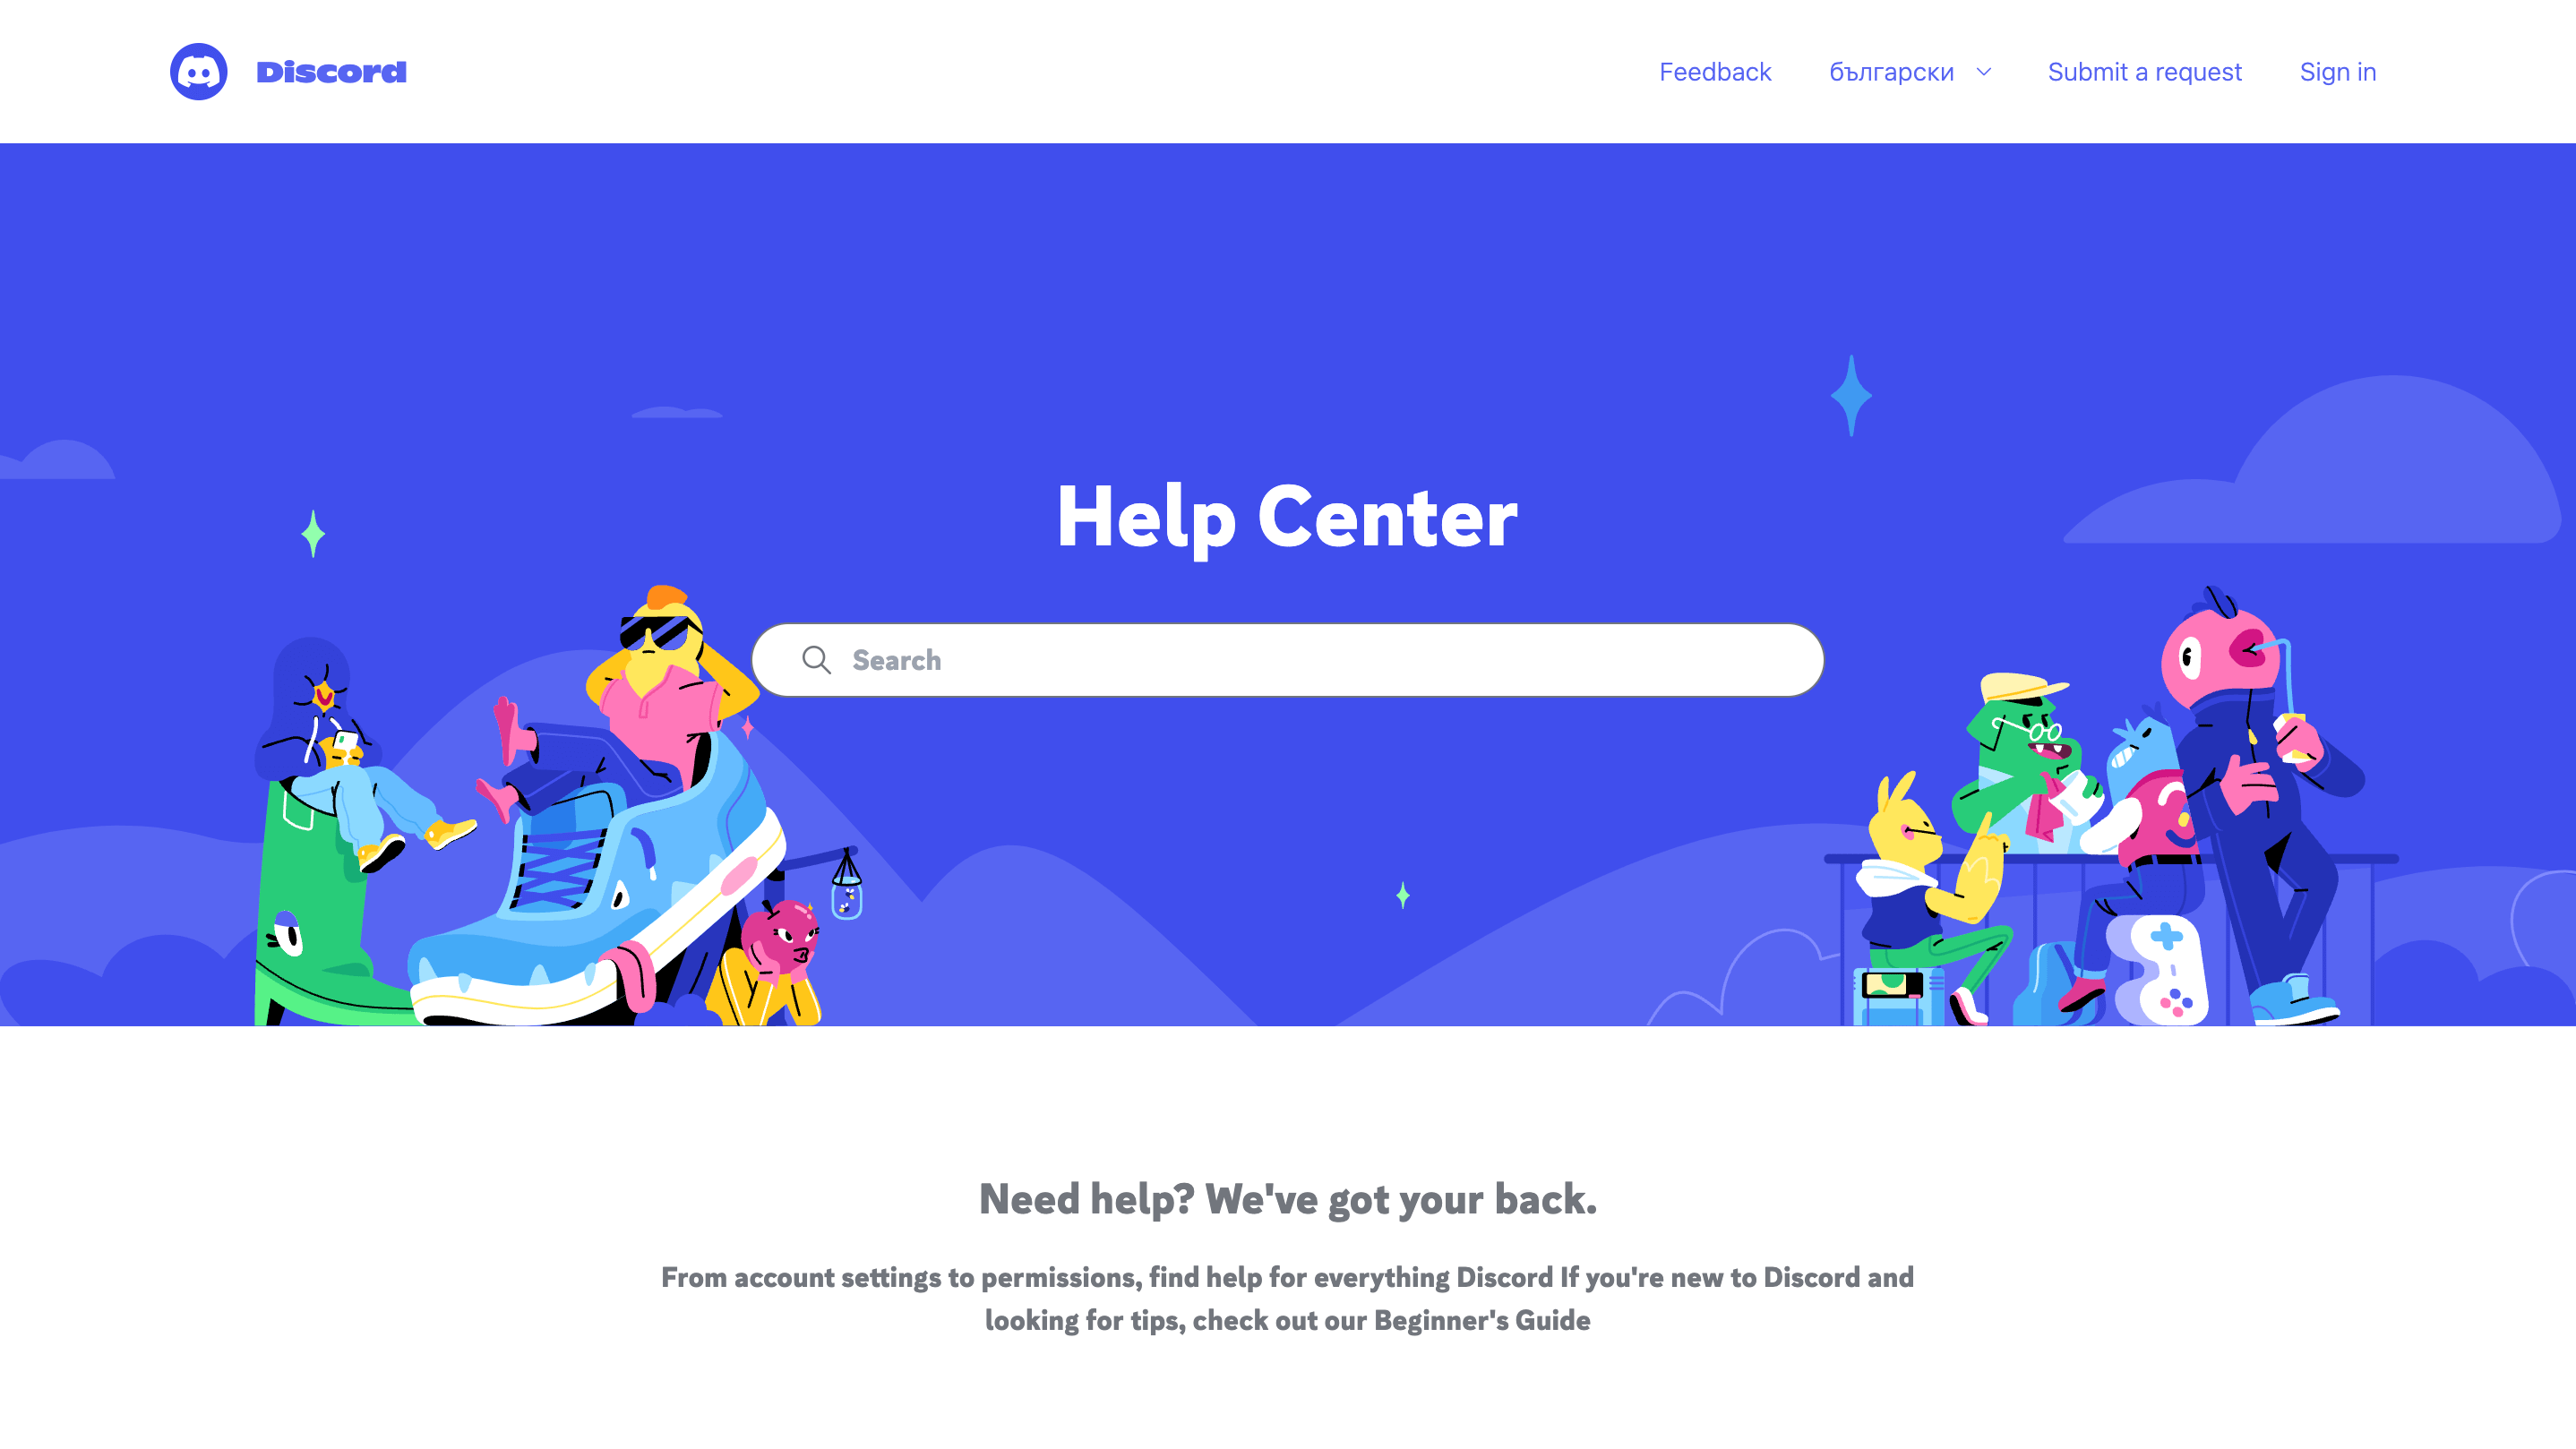 Discord
Feedback
български
Submit a request
Sign in
Help Center
Search
Need help? We've got your back.
From account settings to permissions, find help for everything Discord If you're new to Discord and
looking for tips, check out our Beginner's Guide